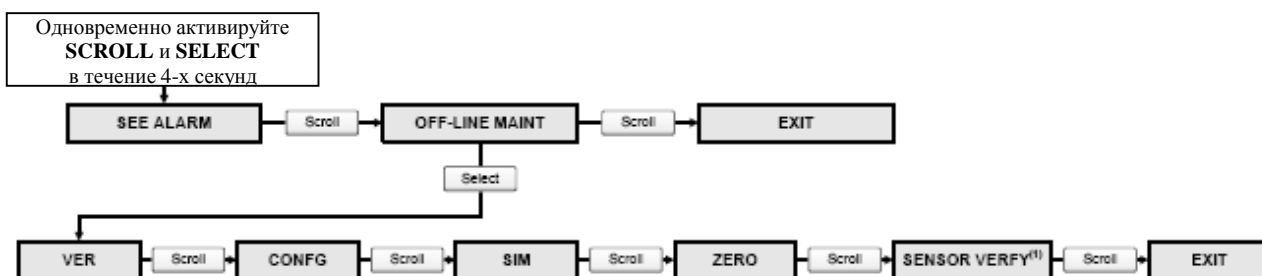 Одновременно активируйте
SCROLL и SELECT
в течение 4-х секунд
SEE ALARM Scroll OFF-LINE MAINT Scroll EXIT
Select
VER Scroll CONFG Scroll SIM Scroll ZERO Scroll SENSOR VERFY(1) Scroll EXIT